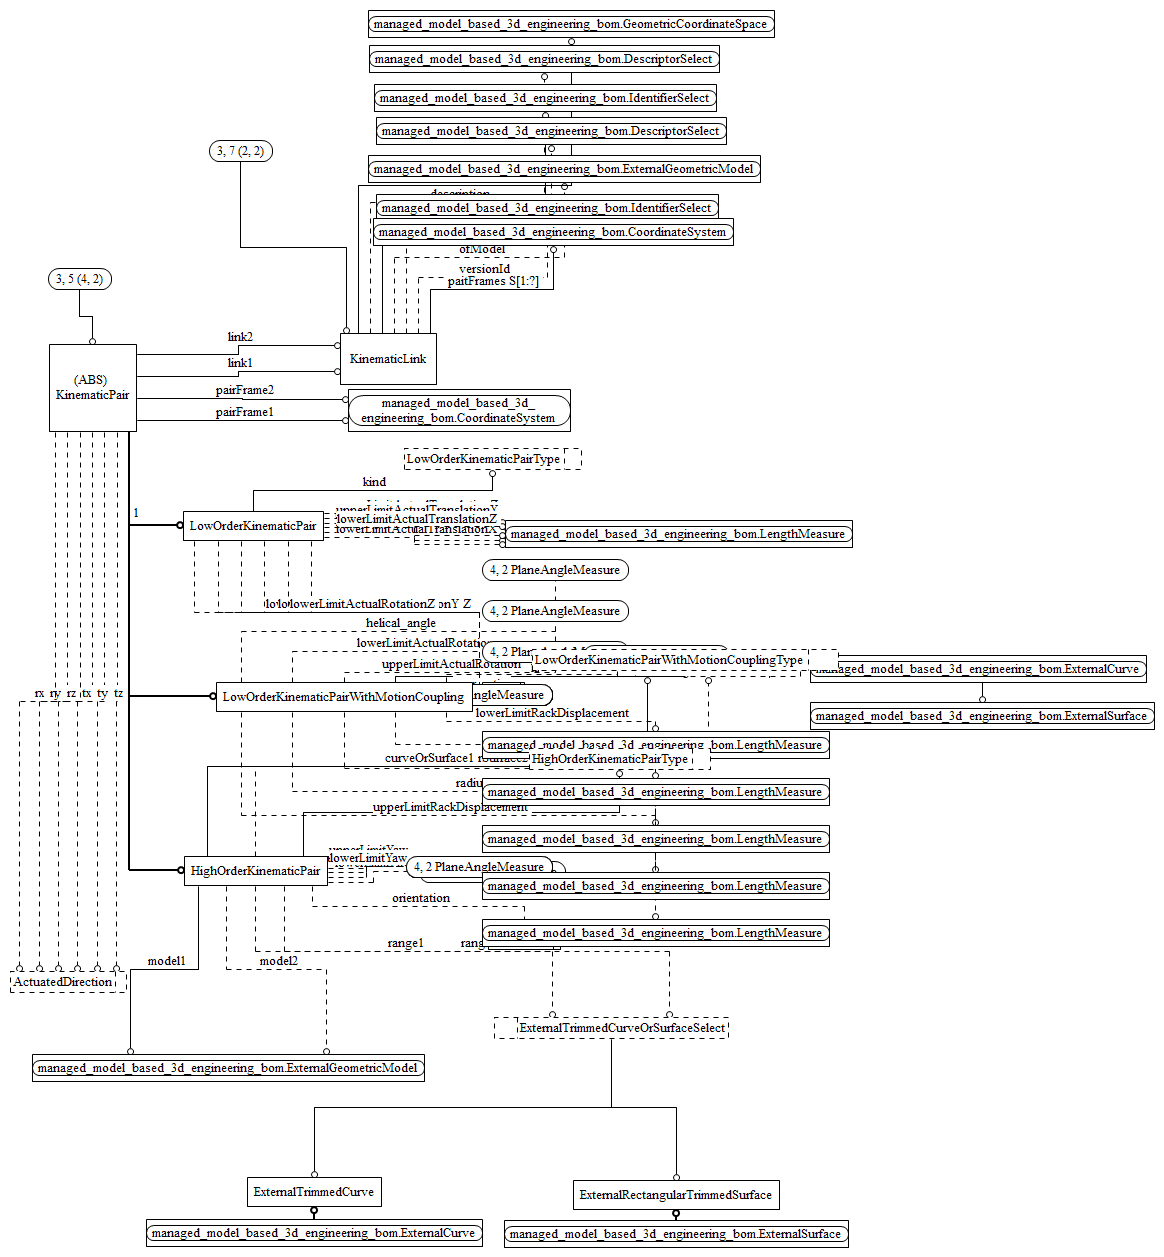 managed_model_based_3d_engineering_bom.GeometricCoordinateSpace
managed_model_based_3d_engineering_bom.DescriptorSelect
managed_model_based_3d_engineering_bom.IdentifierSelect
managed_model_based_3d_engineering_bom.DescriptorSelect
3, 7 (2, 2)
managed_model_based_3d_engineering_bom.ExternalGeometricModel
description
managed_model_based_3d_engineering_bom.IdentifierSelect
managed_model_based_3d_engineering_bom.CoordinateSystem
ofModel
versionId
3, 5 (4, 2)
paitFrames S[1:?]
link2
KinematicLink
link1
(ABS)
KinematicPair
pairFrame2
managed_model_based_3d_
engineering_bom.CoordinateSystem
pairFrame1
LowOrderKinematicPairType
kind
1
upperLimitActualTranslationY
lowerLimitActualTranslationZ
lowerLimitActualTranslationX
LowOrderKinematicPair
managed_model_based_3d_engineering_bom.LengthMeasure
4, 2 PlaneAngleMeasure
lowerLimitActualRotationZ
4, 2 PlaneAngleMeasure
helical_angle
lowerLimitActualRotatio
LowOrderKinematicPairWithMotionCouplingType
upperLimitActualRotation
managed_model_based_3d_engineering_bom.ExternalCurve
rx ry rz tx ty tz
LowOrderKinematicPairWithMotionCoupling
ngleMeasure
lowerLimitRackDisplacement
managed_model_based_3d_engineering_bom.ExternalSurface
managed_model_based_3d_engineering_bom.LengthMeasure
curveOrSurface1
HighOrderKinematicPairType
radiu
managed_model_based_3d_engineering_bom.LengthMeasure
upperLimitRackDisplacement
managed_model_based_3d_engineering_bom.LengthMeasure
upperLimitYaw
lowerLimitYaw
HighOrderKinematicPair
4, 2 PlaneAngleMeasure
managed_model_based_3d_engineering_bom.LengthMeasure
orientation
managed_model_based_3d_engineering_bom.LengthMeasure
range1
rang
model1
model2
ActuatedDirection
ExternalTrimmedCurveOrSurfaceSelect
managed_model_based_3d_engineering_bom.ExternalGeometricModel
ExternalTrimmedCurve
ExternalRectangularTrimmedSurface
managed_model_based_3d_engineering_bom.ExternalCurve
managed_model_based_3d_engineering_bom.ExternalSurface